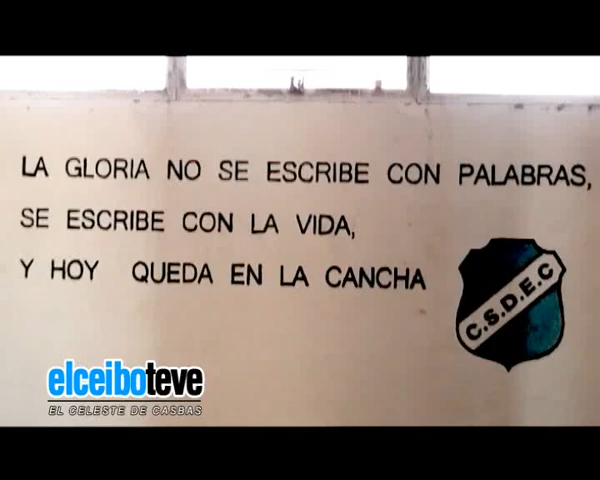 LA GLORIA NO SE ESCRIBE CON PALABRAS,
SE ESCRIBE CON LA VIDA,
Y HOY QUEDA EN LA CANCHA
C.S.D.E.C
elceiboteve
EL CELESTE DE CASBAS